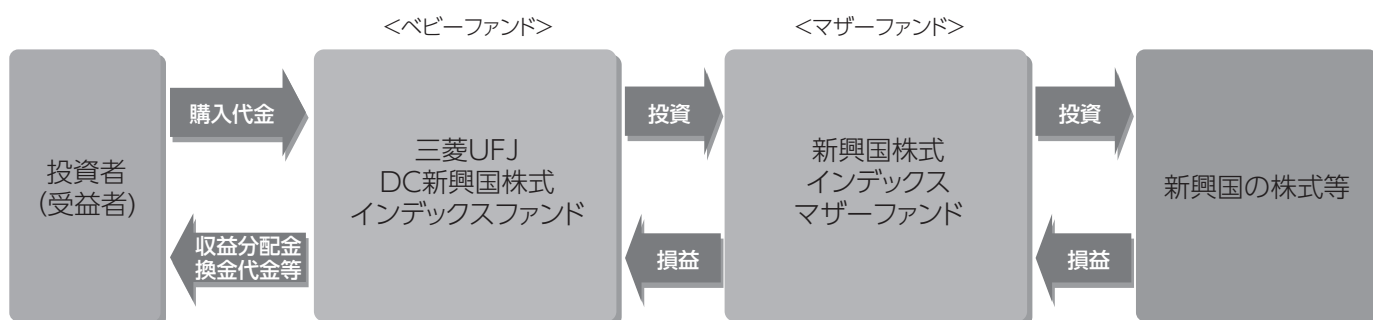 <ベビーファンド>
<マザーファンド>
投資者
(受益者)
購入代金
収益分配金
換金代金等
三菱UFJ
DC新興国株式
インデックスファンド
投資
損益
新興国株式
インデックス
マザーファンド
投資
損益
新興国の株式等